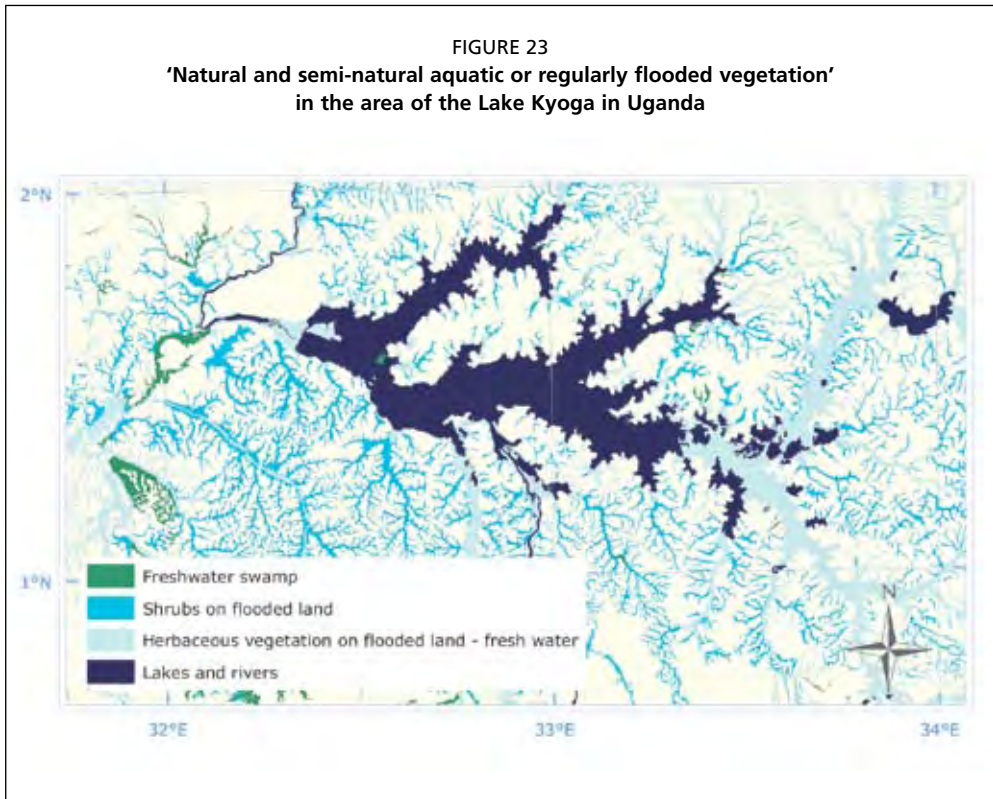 FIGURE 23
‘Natural and semi-natural aquatic or regularly flooded vegetation’
in the area of the Lake Kyoga in Uganda
2°N
1°N
Freshwater swamp
Shrubs on flooded land
Herbaceous vegetation on flooded land - fresh water
Lakes and rivers
N
32°E 33°E 34°E